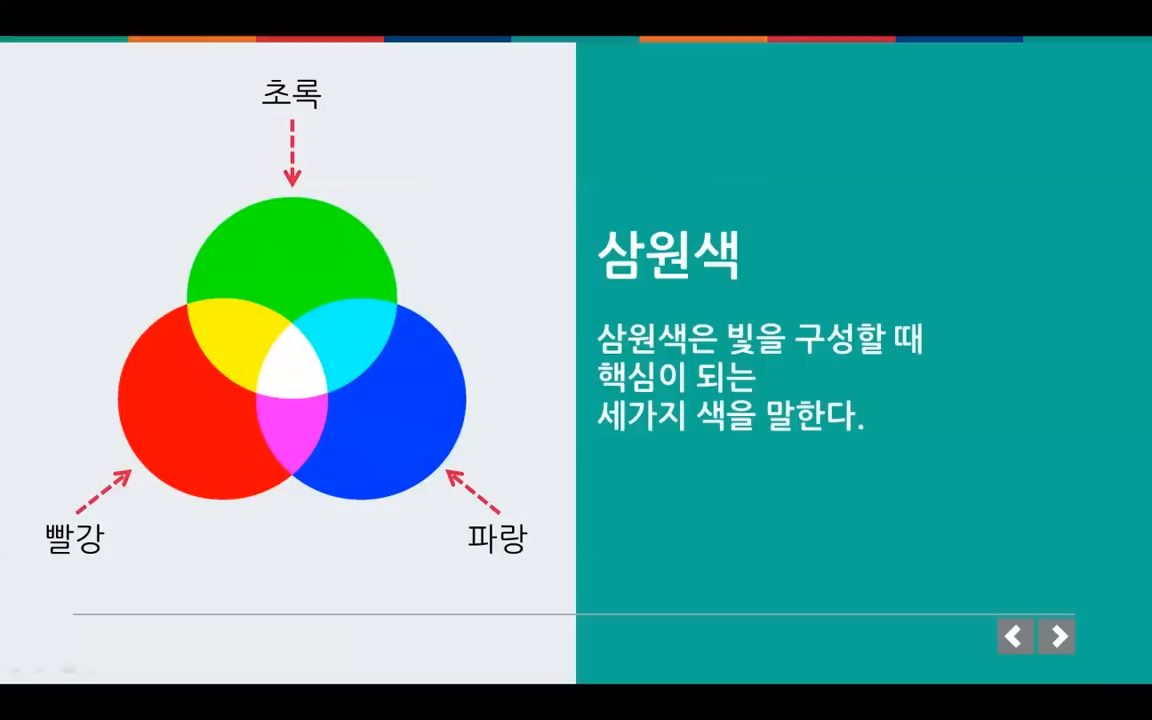 초록
빨강
파랑
삼원색
삼원색은 빛을 구성할 때
핵심이 되는
세가지 색을 말한다.